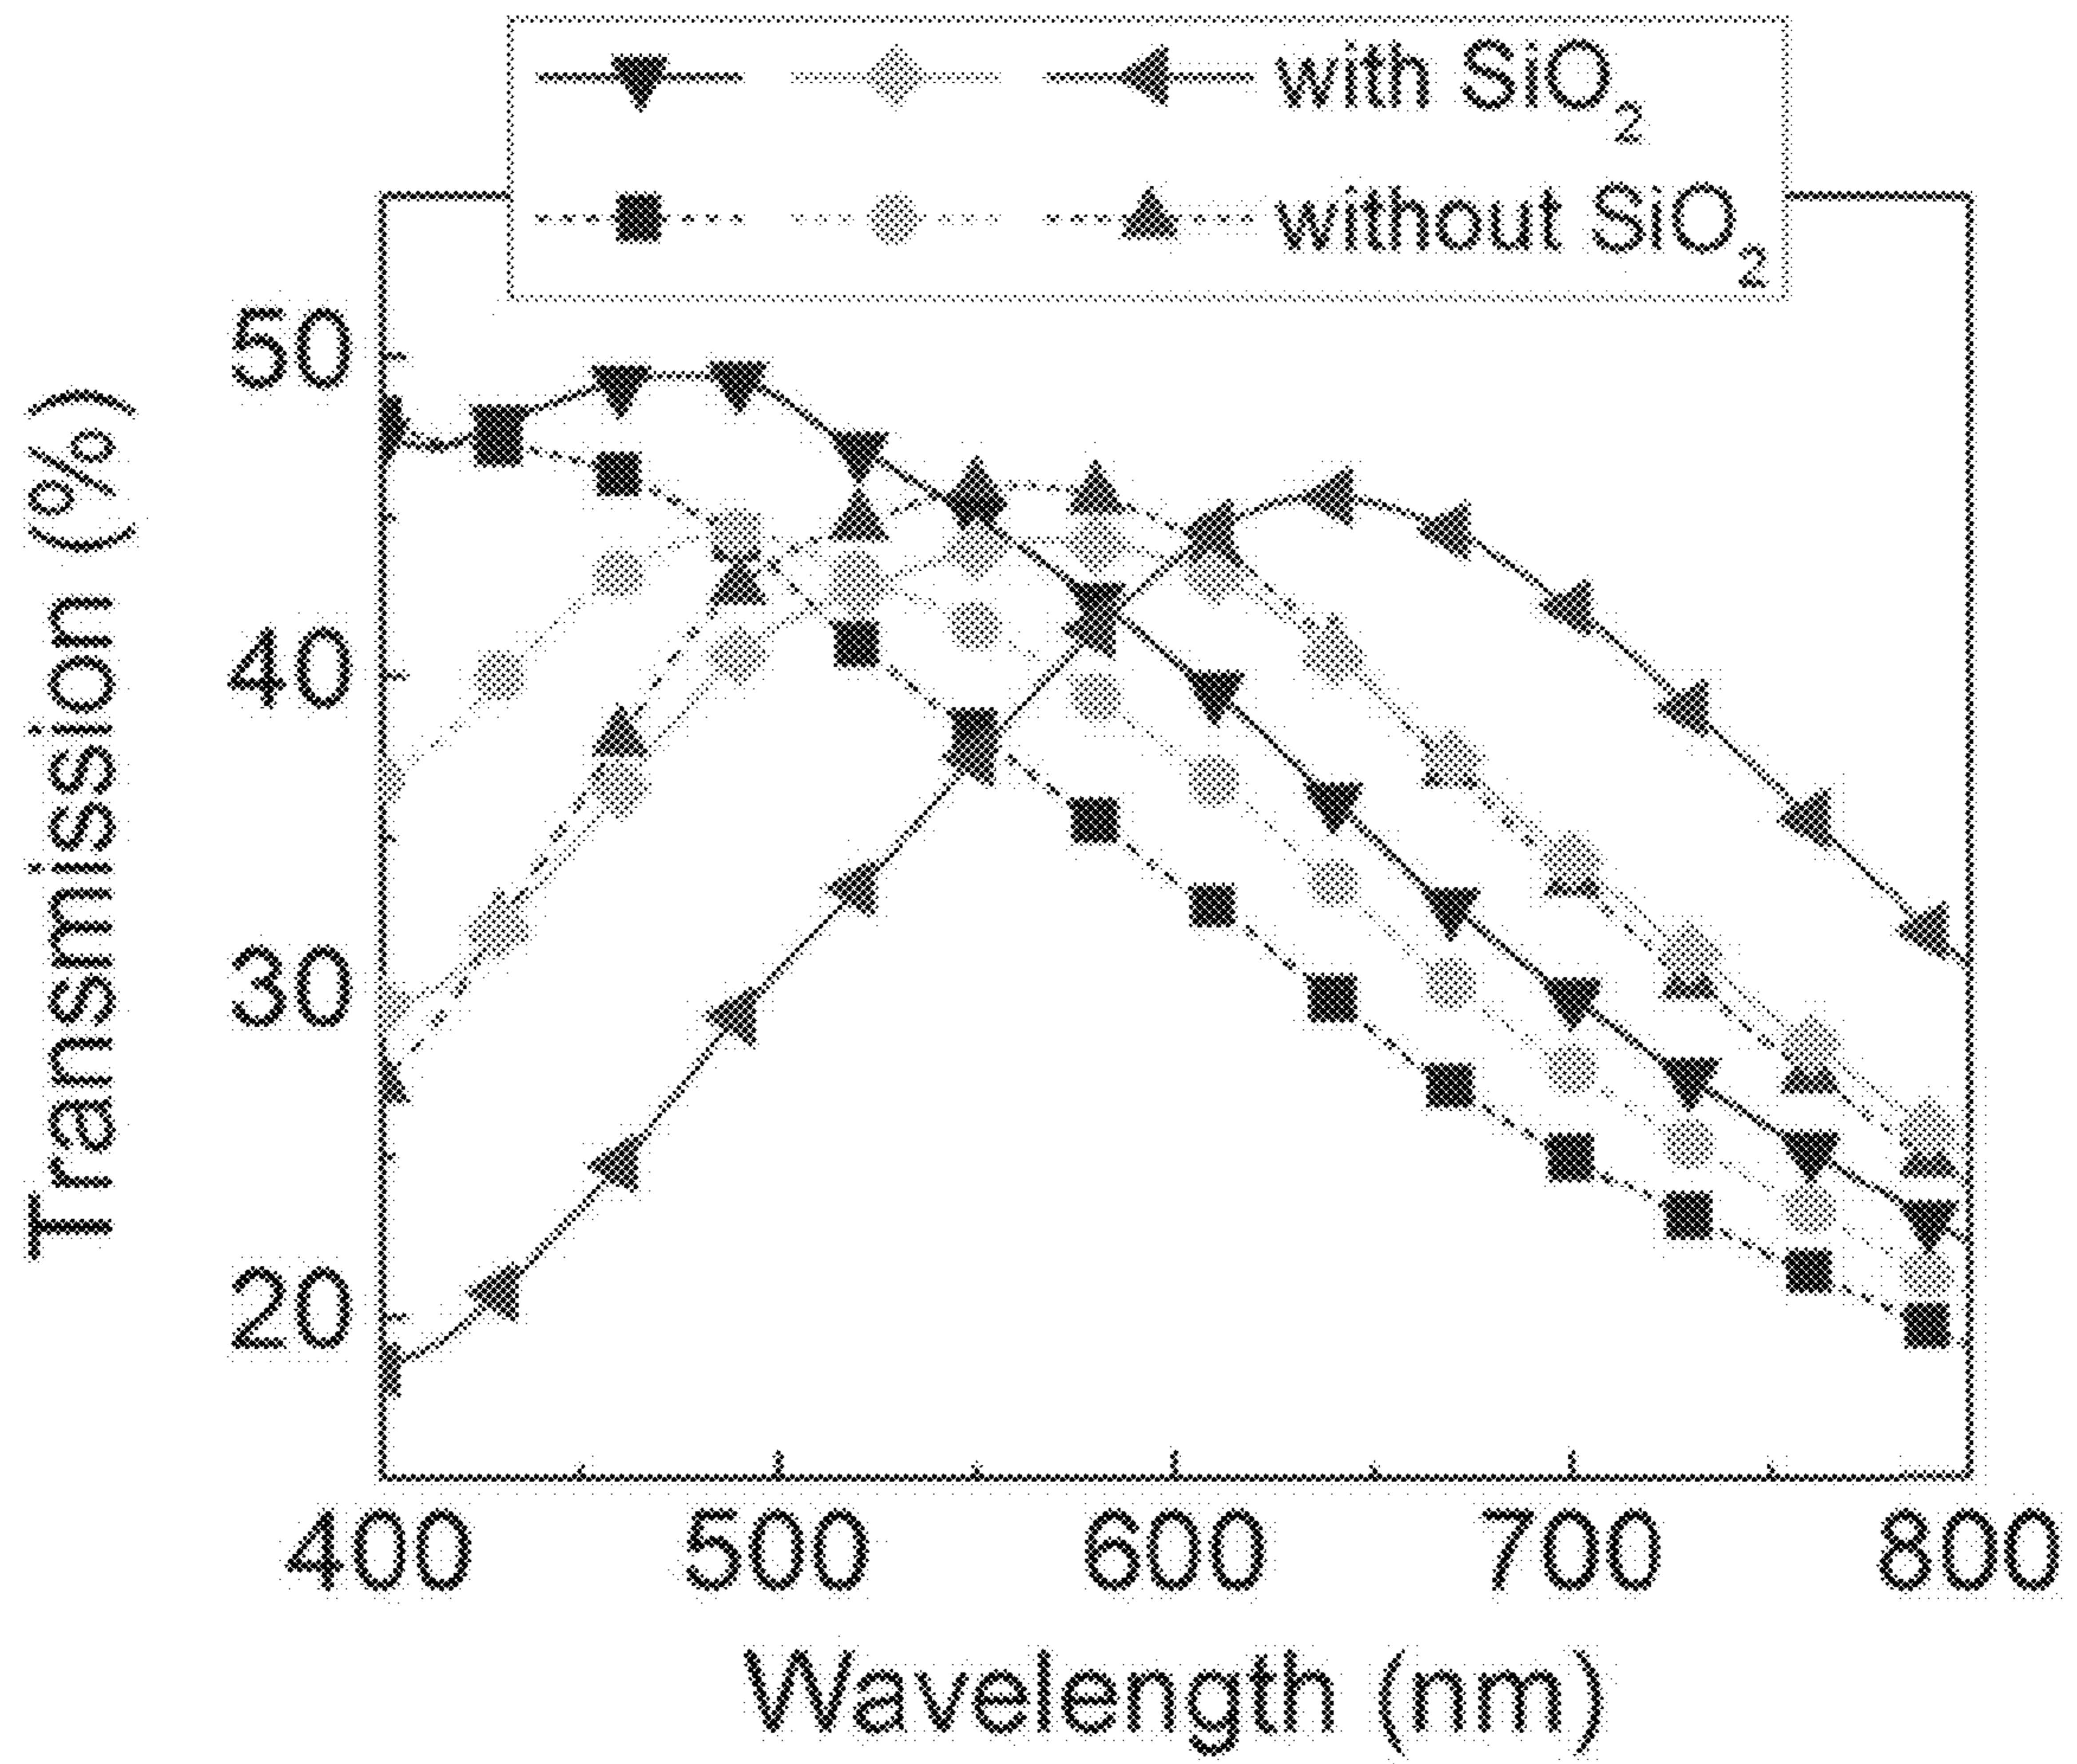 with SiO₂
without SiO₂
Transmission (%)
50
40
30
20
400 500 600 700 800
Wavelength (nm)